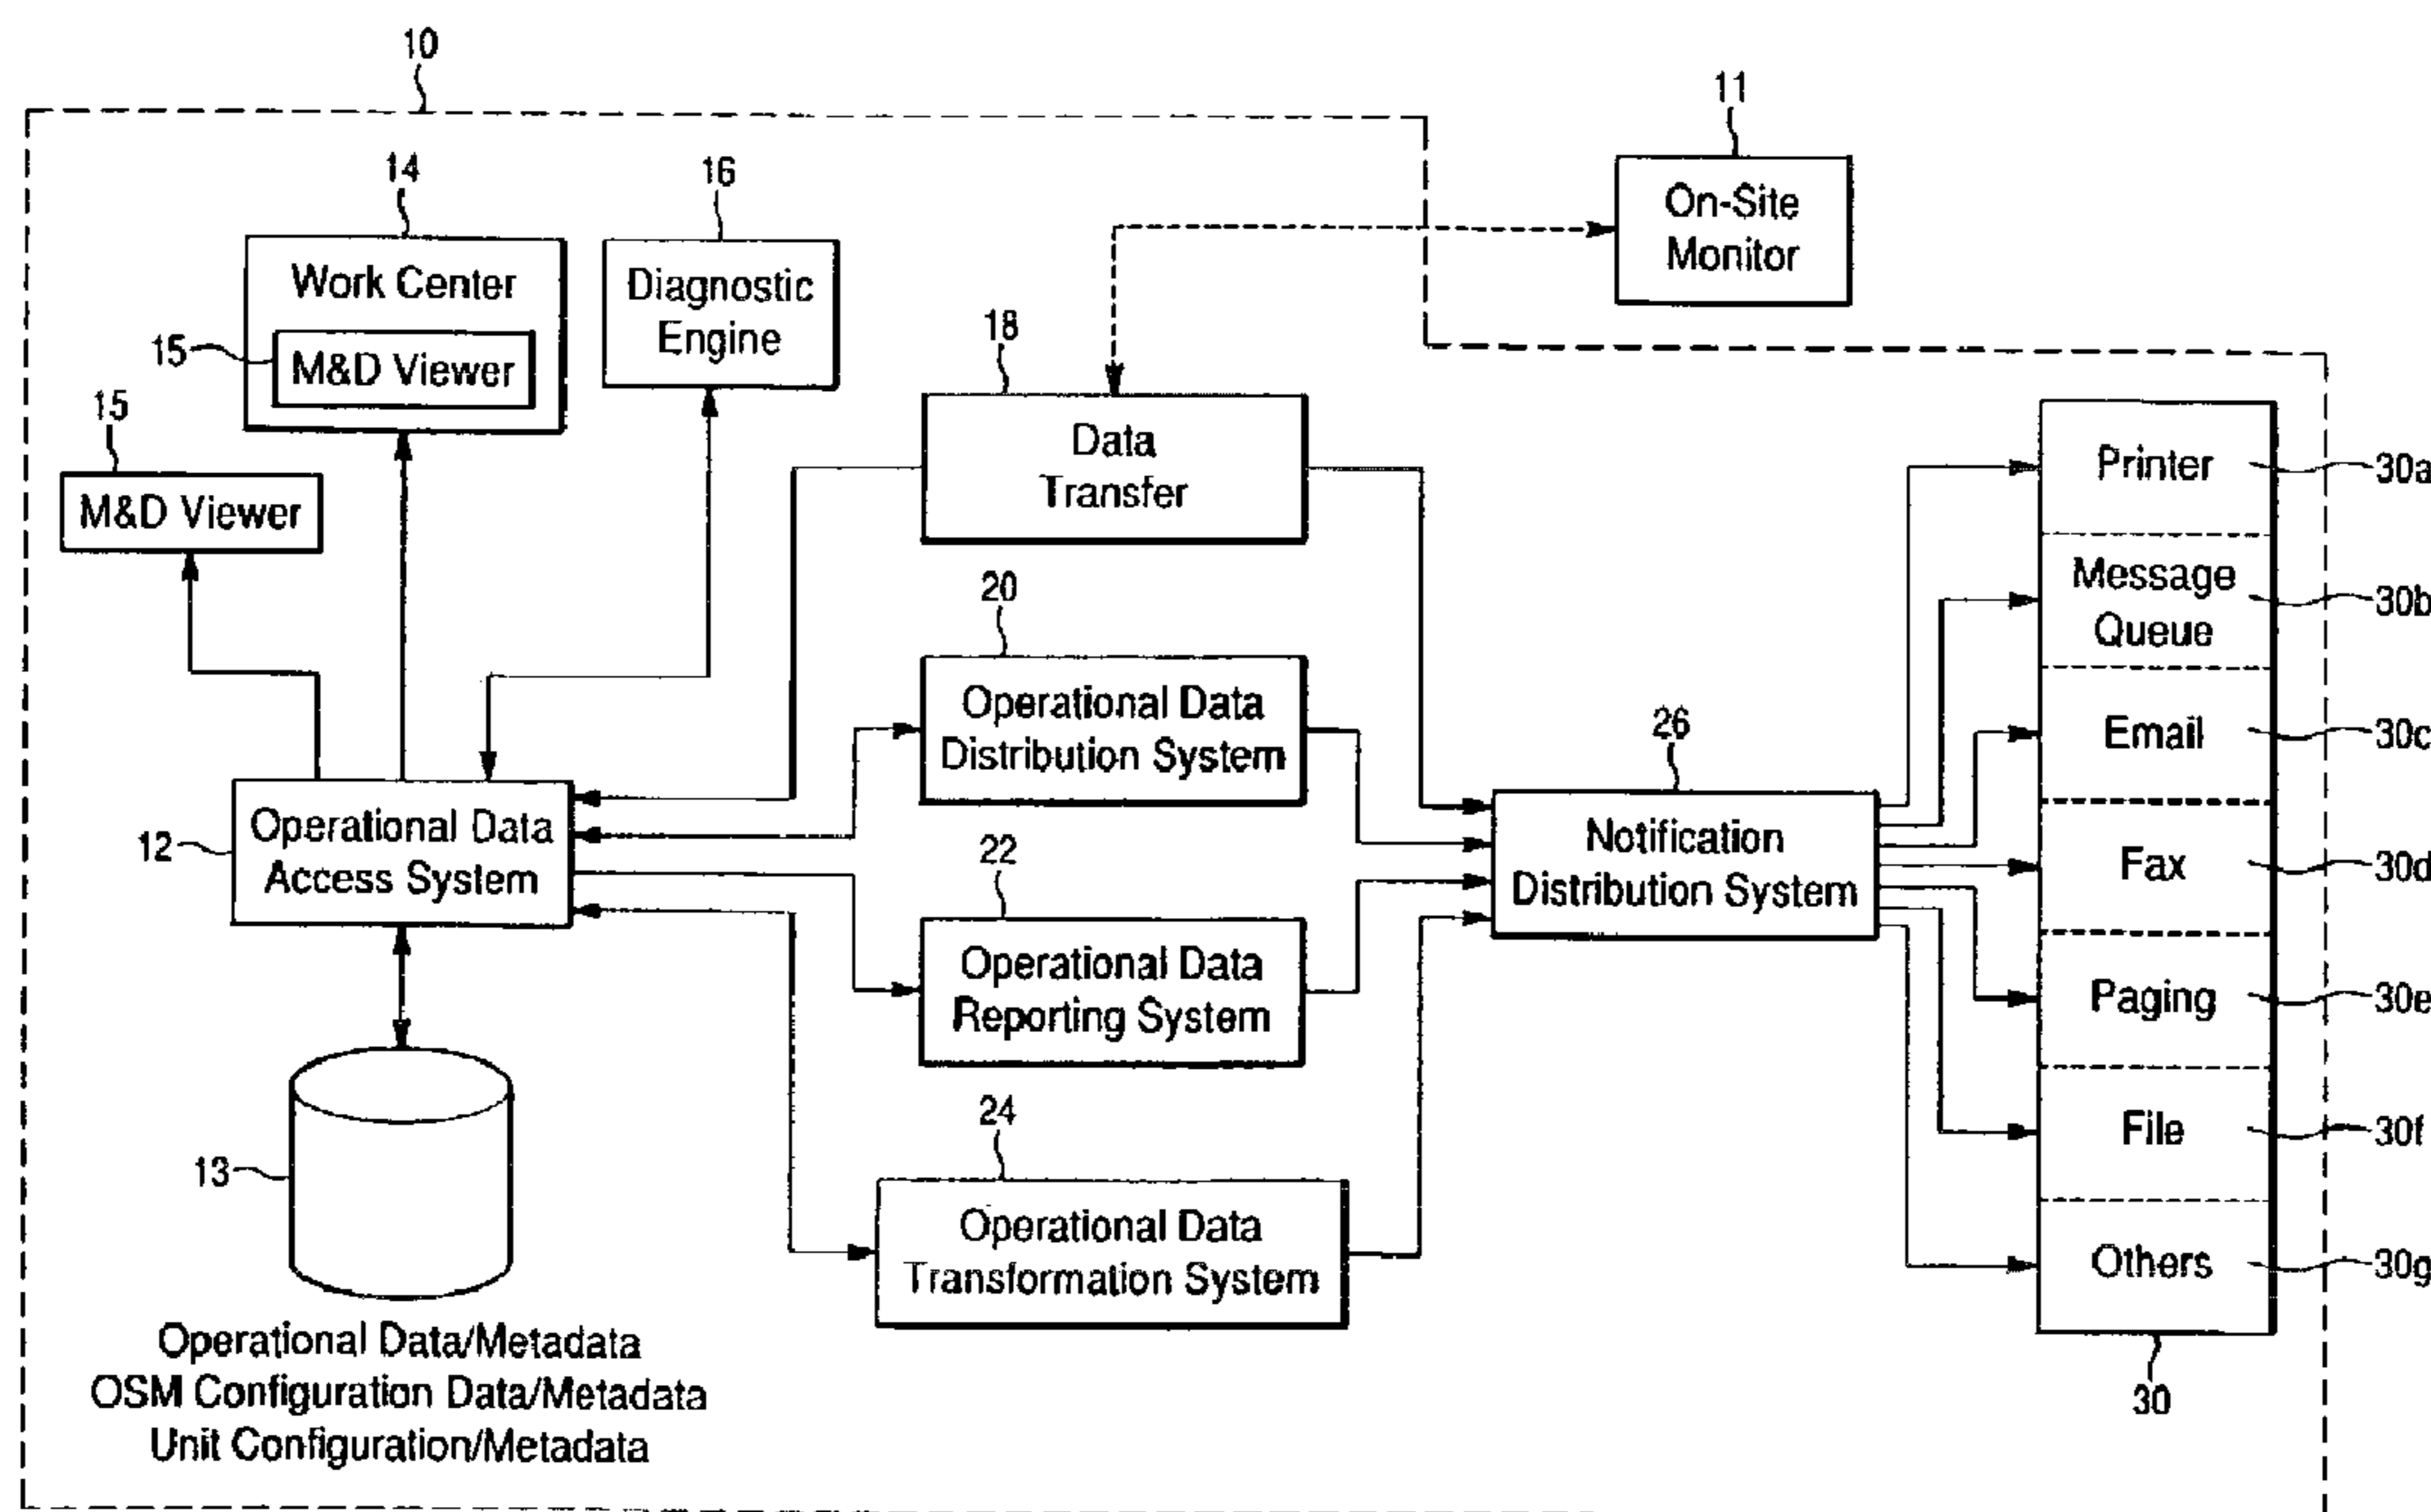 10
11
On-Site
Monitor
14
Work Center
15
M&D Viewer
16
Diagnostic
Engine
15
M&D Viewer
18
Data
Transfer
20
Operational Data
Distribution System
12
Operational Data
Access System
22
Operational Data
Reporting System
24
Operational Data
Transformation System
13
Operational Data/Metadata
OSM Configuration Data/Metadata
Unit Configuration/Metadata
26
Notification
Distribution System
Printer
30a
Message
Queue
30b
Email
30c
Fax
30d
Paging
30e
File
30f
Others
30g
30